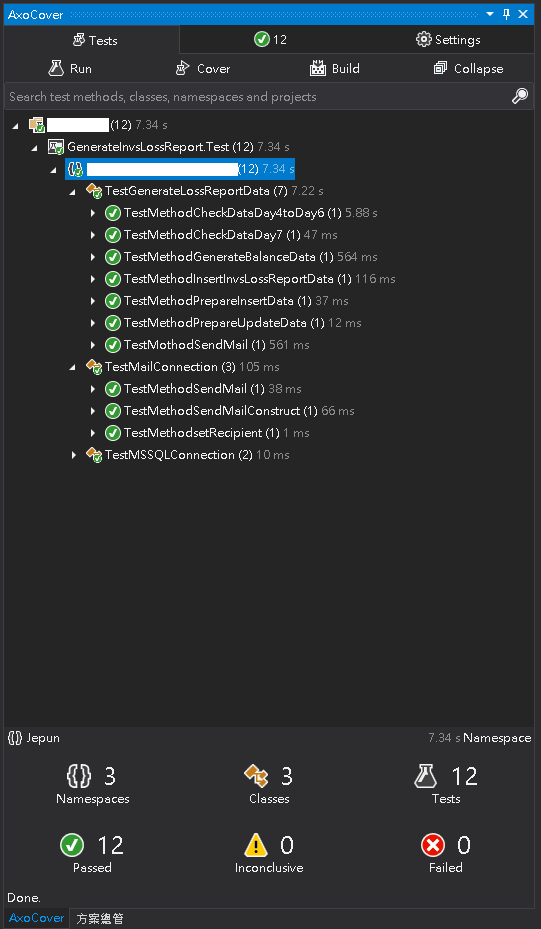 AxoCover
Tests 12 Settings
Run Cover Build Collapse
Search test methods, classes, namespaces and projects
(12) 7.34 s
GenerateInvsLossReport.Test (12) 7.34 s
(12) 7.34 s
TestGenerateLossReportData (7) 7.22 s
TestMethodCheckDataDay4toDay6 (1) 5.88 s
TestMethodCheckDataDay7 (1) 47 ms
TestMethodGenerateBalanceData (1) 564 ms
TestMethodInsertInvsLossReportData (1) 116 ms
TestMethodPrepareInsertData (1) 37 ms
TestMethodPrepareUpdateData (1) 12 ms
TestMothodSendMail (1) 561 ms
TestMailConnection (3) 105 ms
TestMethodSendMail (1) 38 ms
TestMethodSendMailConstruct (1) 66 ms
TestMethodsetRecipient (1) 1 ms
TestMSSQLConnection (2) 10 ms
{} Jepun 7.34 s Namespace
{} 3 3 12
Namespaces Classes Tests
12 0 0
Passed Inconclusive Failed
Done.
AxoCover 方案總管